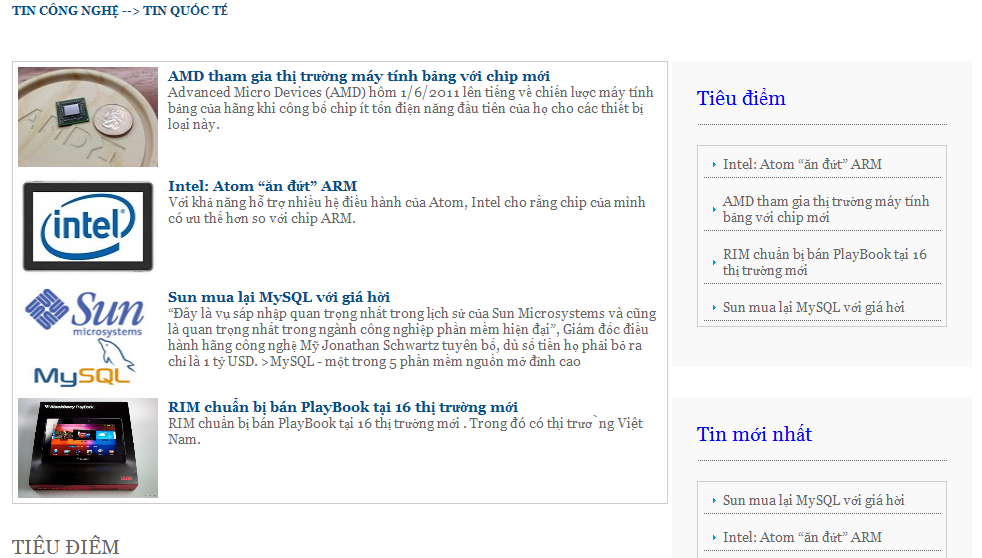 TIN CÔNG NGHỆ --> TIN QUỐC TẾ
AMD tham gia thị trường máy tính bảng với chip mới
Advanced Micro Devices (AMD) hôm 1/6/2011 lên tiếng về chiến lược máy tính
bảng của hãng khi công bố chip ít tốn điện năng đầu tiên của họ cho các thiết bị
loại này.
Intel: Atom “ăn đứt” ARM
Với khả năng hỗ trợ nhiều hệ điều hành của Atom, Intel cho rằng chip của mình
có ưu thế hơn so với chip ARM.
intel
Sun mua lại MySQL với giá hời
“Đây là vụ sáp nhập quan trọng nhất trong lịch sử của Sun Microsystems và cũng
là quan trọng nhất trong ngành công nghiệp phần mềm hiện đại”, Giám đốc điều
hành hãng công nghệ Mỹ Jonathan Schwartz tuyên bố, dù số tiền họ phải bỏ ra
chỉ là 1 tỷ USD. >MySQL - một trong 5 phần mềm nguồn mở đỉnh cao
Sun
microsystems
MySQL
RIM chuẩn bị bán PlayBook tại 16 thị trường mới
RIM chuẩn bị bán PlayBook tại 16 thị trường mới . Trong đó có thị trươ ̀ng Việt
Nam.
BlackBerry PlayBook
TIÊU ĐIỂM
Tiêu điểm
Intel: Atom “ăn đứt” ARM
AMD tham gia thị trường máy tính
bảng với chip mới
RIM chuẩn bị bán PlayBook tại 16
thị trường mới
Sun mua lại MySQL với giá hời
Tin mới nhất
Sun mua lại MySQL với giá hời
Intel: Atom “ăn đứt” ARM